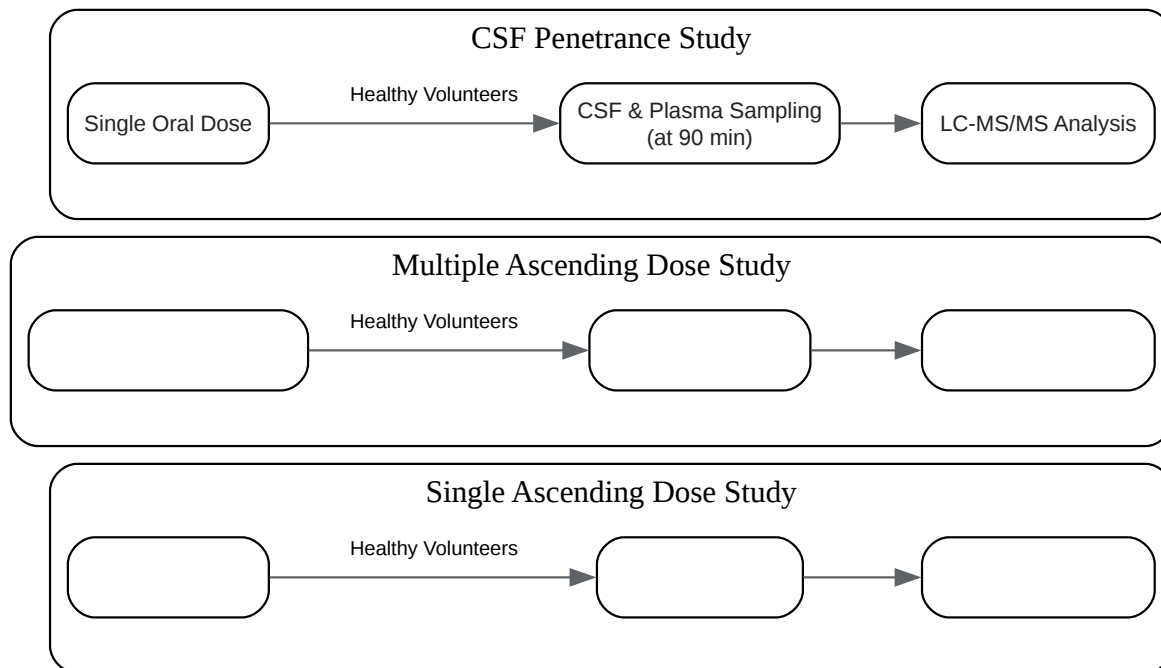 CSF Penetrance Study
Single Oral Dose
Healthy Volunteers
CSF & Plasma Sampling
(at 90 min)
LC-MS/MS Analysis
Multiple Ascending Dose Study
Healthy Volunteers
Single Ascending Dose Study
Healthy Volunteers